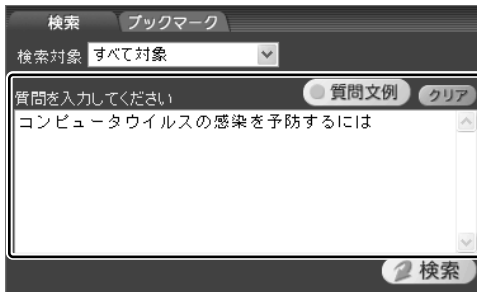 検索 ブックマーク
検索対象 すべて対象
質問を入力してください 質問文例 クリア
コンピュータウイルスの感染を予防するには
2 検索